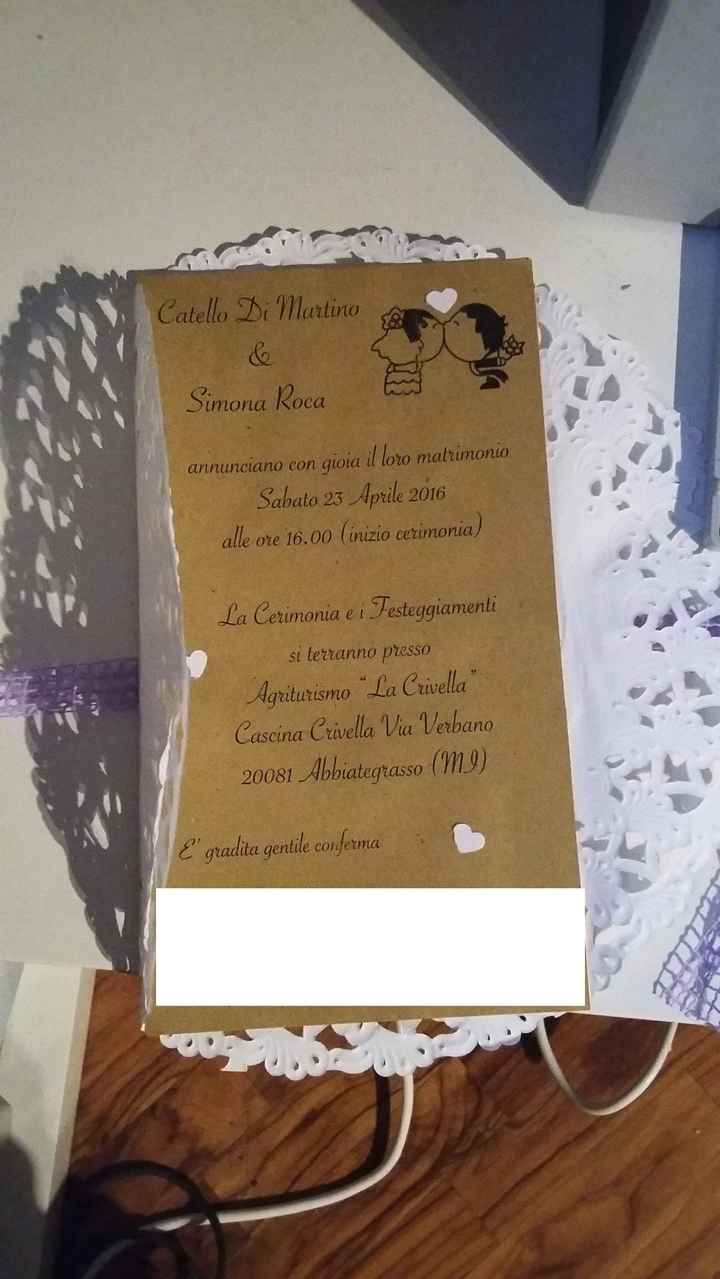 Catello Di Martino
&
Simona Roca
annunciano con gioia il loro matrimonio
Sabato 23 Aprile 2016
alle ore 16.00 (inizio cerimonia)
La Cerimonia e i Festeggiamenti
si terranno presso
Agriturismo "La Crivella"
Cascina Crivella Via Verbano
20081 Abbiategrasso (MI)
E' gradita gentile conferma